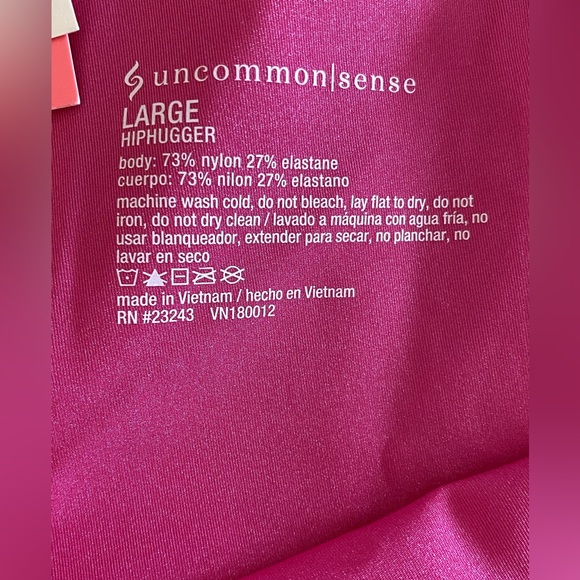 uncommon|sense
LARGE
HIPHUGGER
body: 73% nylon 27% elastane
cuerpo: 73% nilon 27% elastano
machine wash cold, do not bleach, lay flat to dry, do not
iron, do not dry clean / lavado a máquina con agua fría, no
usar blanqueador, extender para secar, no planchar, no
lavar en seco
made in Vietnam / hecho en Vietnam
RN #23243 VN180012